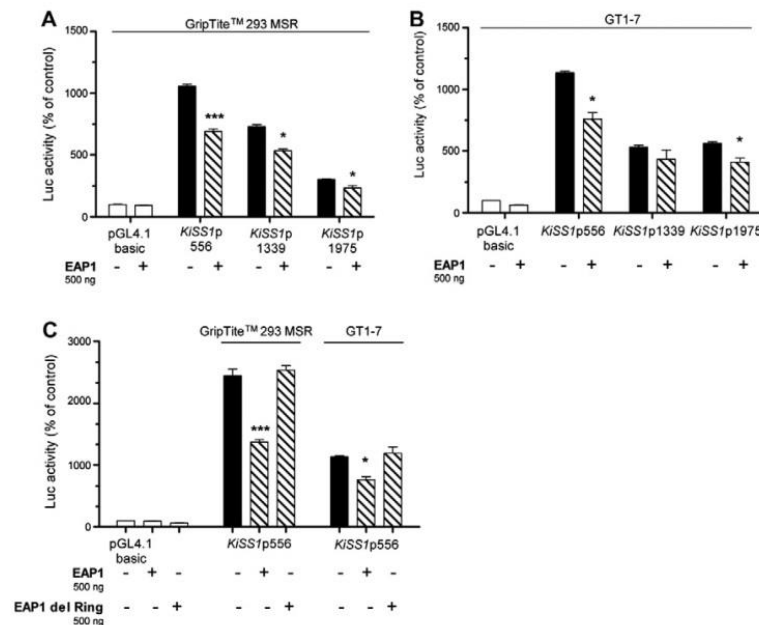 A
GripTite™ 293 MSR
Luc activity (% of control)
1500
1000
500
0
***
*
*
pGL4.1 basic
KiSS1p 556
KiSS1p 1339
KiSS1p 1975
EAP1 - + - + - + - +
500 ng
B
GT1-7
Luc activity (% of control)
1500
1000
500
0
*
*
pGL4.1 basic
KiSS1p556
KiSS1p1339
KiSS1p1975
EAP1 - + - + - + - +
500 ng
C
GripTite™ 293 MSR
GT1-7
Luc activity (% of control)
3000
2000
1000
0
***
*
pGL4.1 basic
KiSS1p556
KiSS1p556
EAP1 - + - - + - - + -
500 ng
EAP1 del Ring - - + - - + - - +
500 ng